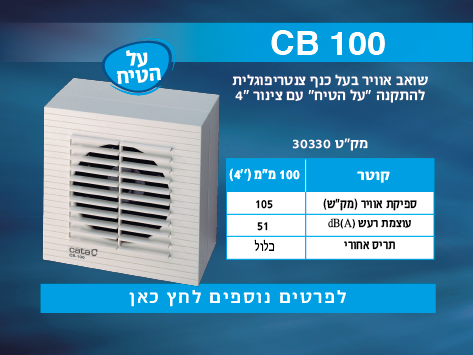 CB 100
על
הטיח
שואב אוויר בעל כנף צנטריפוגלית
להתקנה "על הטיח" עם צינור "4
מק"ט 30330
קוטר 100 מ"מ (''4)
ספיקת אוויר (מק"ש) 105
עוצמת רעש dB(A) 51
תריס אחורי בלול
cata
CB-100
לפרטים נוספים לחץ כאן